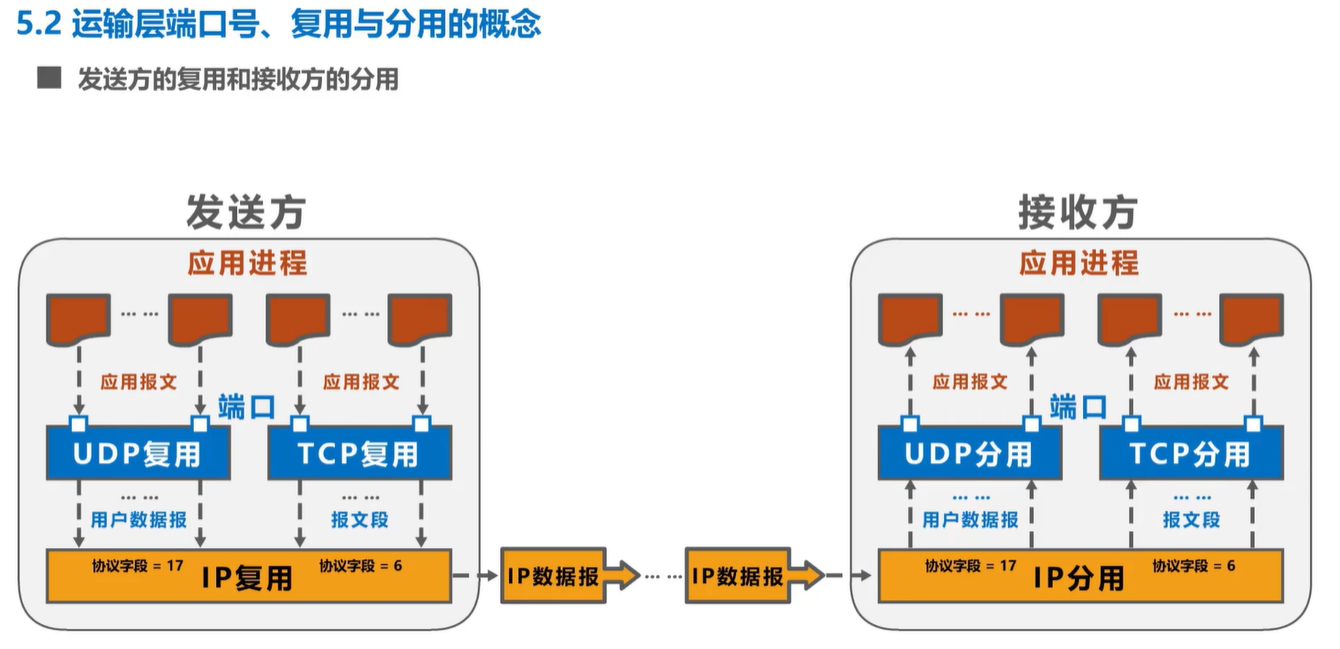 5.2 运输层端口号、复用与分用的概念
发送方的复用和接收方的分用
发送方
应用进程
... ...
... ...
应用报文
应用报文
端口
UDP复用
TCP复用
... ...
... ...
用户数据报
报文段
协议字段 = 17
IP复用
协议字段 = 6
IP数据报
... ...
IP数据报
接收方
应用进程
... ...
... ...
应用报文
应用报文
端口
UDP分用
TCP分用
... ...
... ...
用户数据报
报文段
协议字段 = 17
IP分用
协议字段 = 6